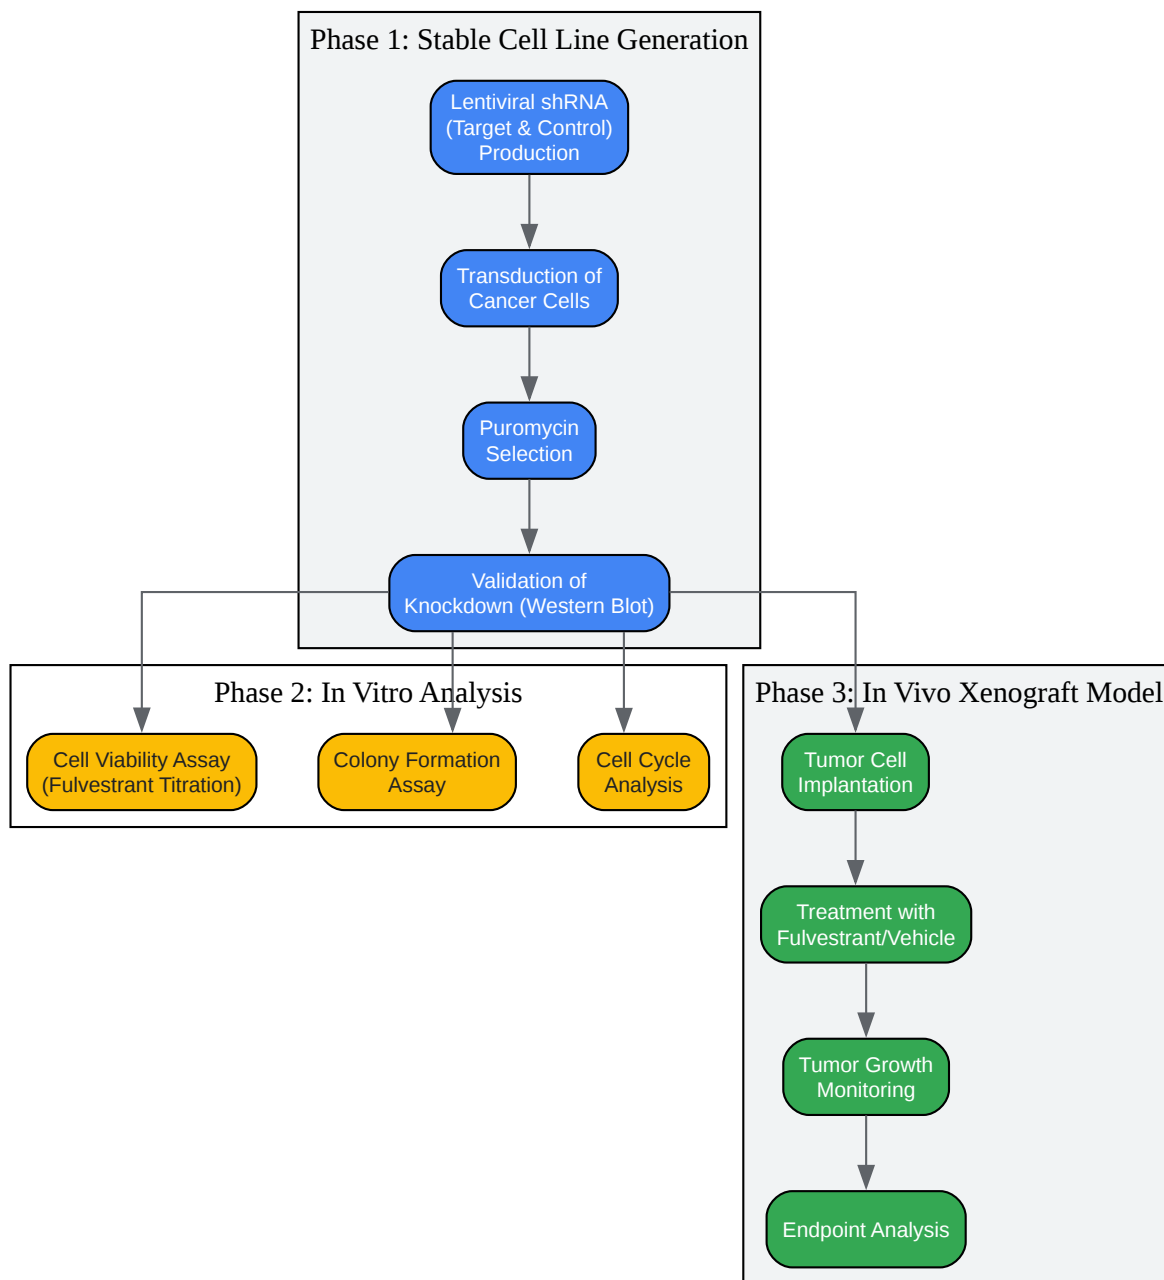 Phase 1: Stable Cell Line Generation
Lentiviral shRNA
(Target & Control)
Production
Transduction of
Cancer Cells
Puromycin
Selection
Validation of
Knockdown (Western Blot)
Phase 2: In Vitro Analysis
Cell Viability Assay
(Fulvestrant Titration)
Colony Formation
Assay
Cell Cycle
Analysis
Phase 3: In Vivo Xenograft Model
Tumor Cell
Implantation
Treatment with
Fulvestrant/Vehicle
Tumor Growth
Monitoring
Endpoint Analysis